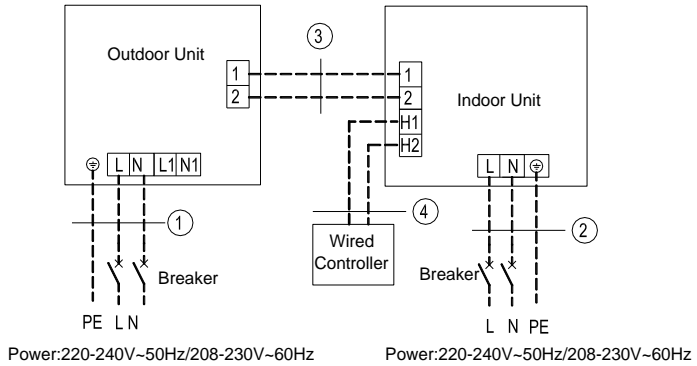 Outdoor Unit
1
2
L N L1 N1
①
Breaker
PE L N
Power:220-240V~50Hz/208-230V~60Hz
③
Indoor Unit
1
2
H1
H2
④
Wired
Controller
L N
②
Breaker
L N PE
Power:220-240V~50Hz/208-230V~60Hz